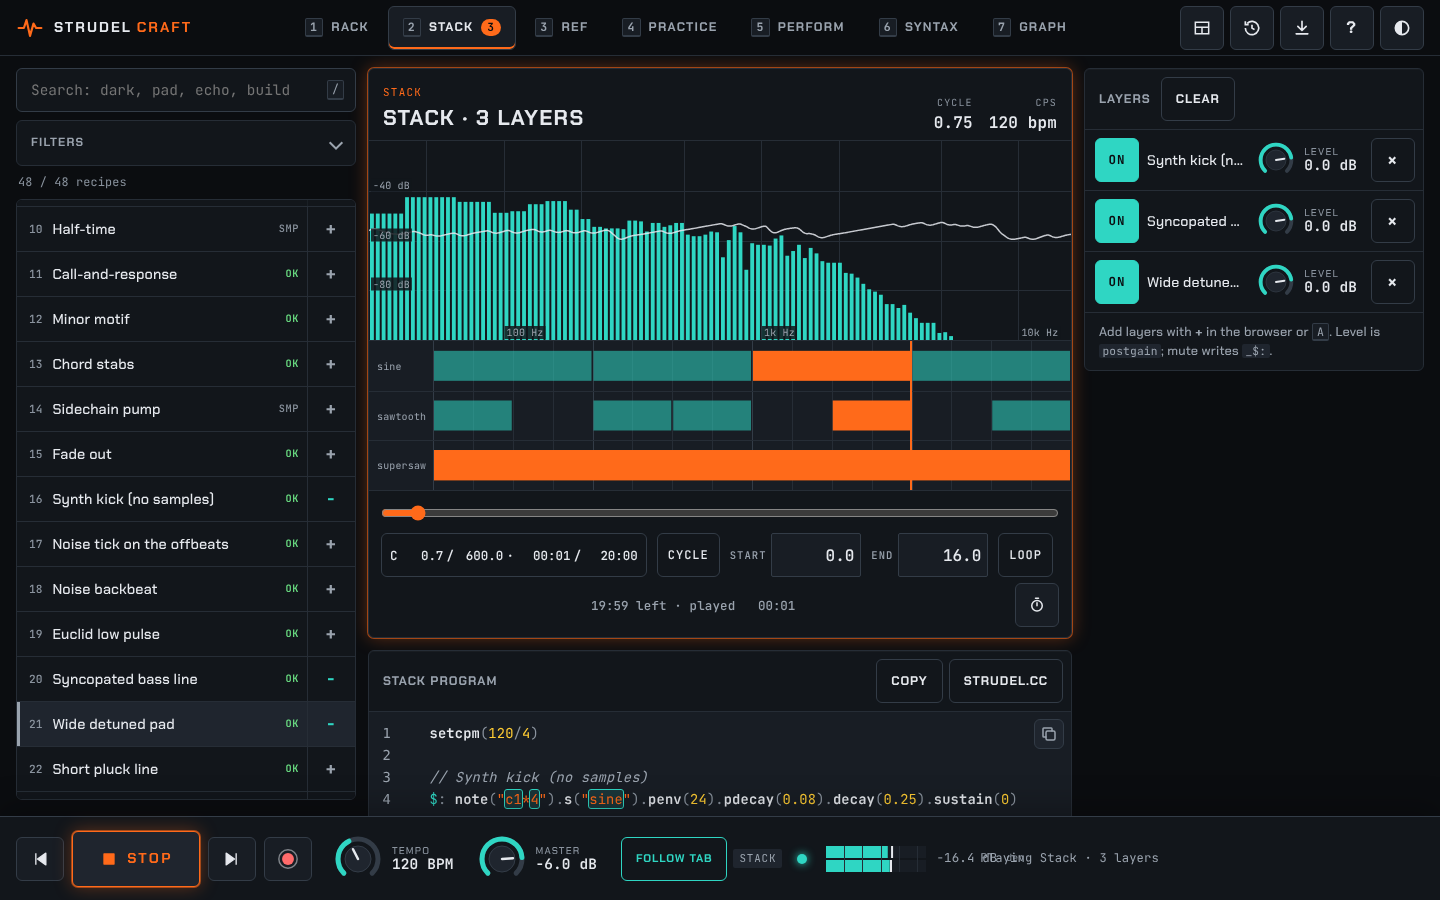 STRUDEL CRAFT
1 RACK
2 STACK 3
3 REF
4 PRACTICE
5 PERFORM
6 SYNTAX
7 GRAPH
?
Search: dark, pad, echo, build /
FILTERS
48 / 48 recipes
10 Half-time SMP +
11 Call-and-response OK +
12 Minor motif OK +
13 Chord stabs OK +
14 Sidechain pump SMP +
15 Fade out OK +
16 Synth kick (no samples) OK -
17 Noise tick on the offbeats OK +
18 Noise backbeat OK +
19 Euclid low pulse OK +
20 Syncopated bass line OK -
21 Wide detuned pad OK -
22 Short pluck line OK +
STACK
STACK · 3 LAYERS
CYCLE
0.75
CPS
120 bpm
-40 dB
-60 dB
-80 dB
100 Hz
1k Hz
10k Hz
sine
sawtooth
supersaw
C 0.7 / 600.0 · 00:01 / 20:00
CYCLE
START 0.0
END 16.0
LOOP
19:59 left · played 00:01
STACK PROGRAM
COPY
STRUDEL.CC
1 setcpm(120/4)
2
3 // Synth kick (no samples)
4 $: note("c1*4").s("sine").penv(24).pdecay(0.08).decay(0.25).sustain(0)
LAYERS
CLEAR
ON Synth kick (n... LEVEL 0.0 dB ×
ON Syncopated ... LEVEL 0.0 dB ×
ON Wide detune... LEVEL 0.0 dB ×
Add layers with + in the browser or A. Level is
postgain; mute writes _$:.
STOP
TEMPO
120 BPM
MASTER
-6.0 dB
FOLLOW TAB
STACK
-16.4
Playing Stack · 3 layers